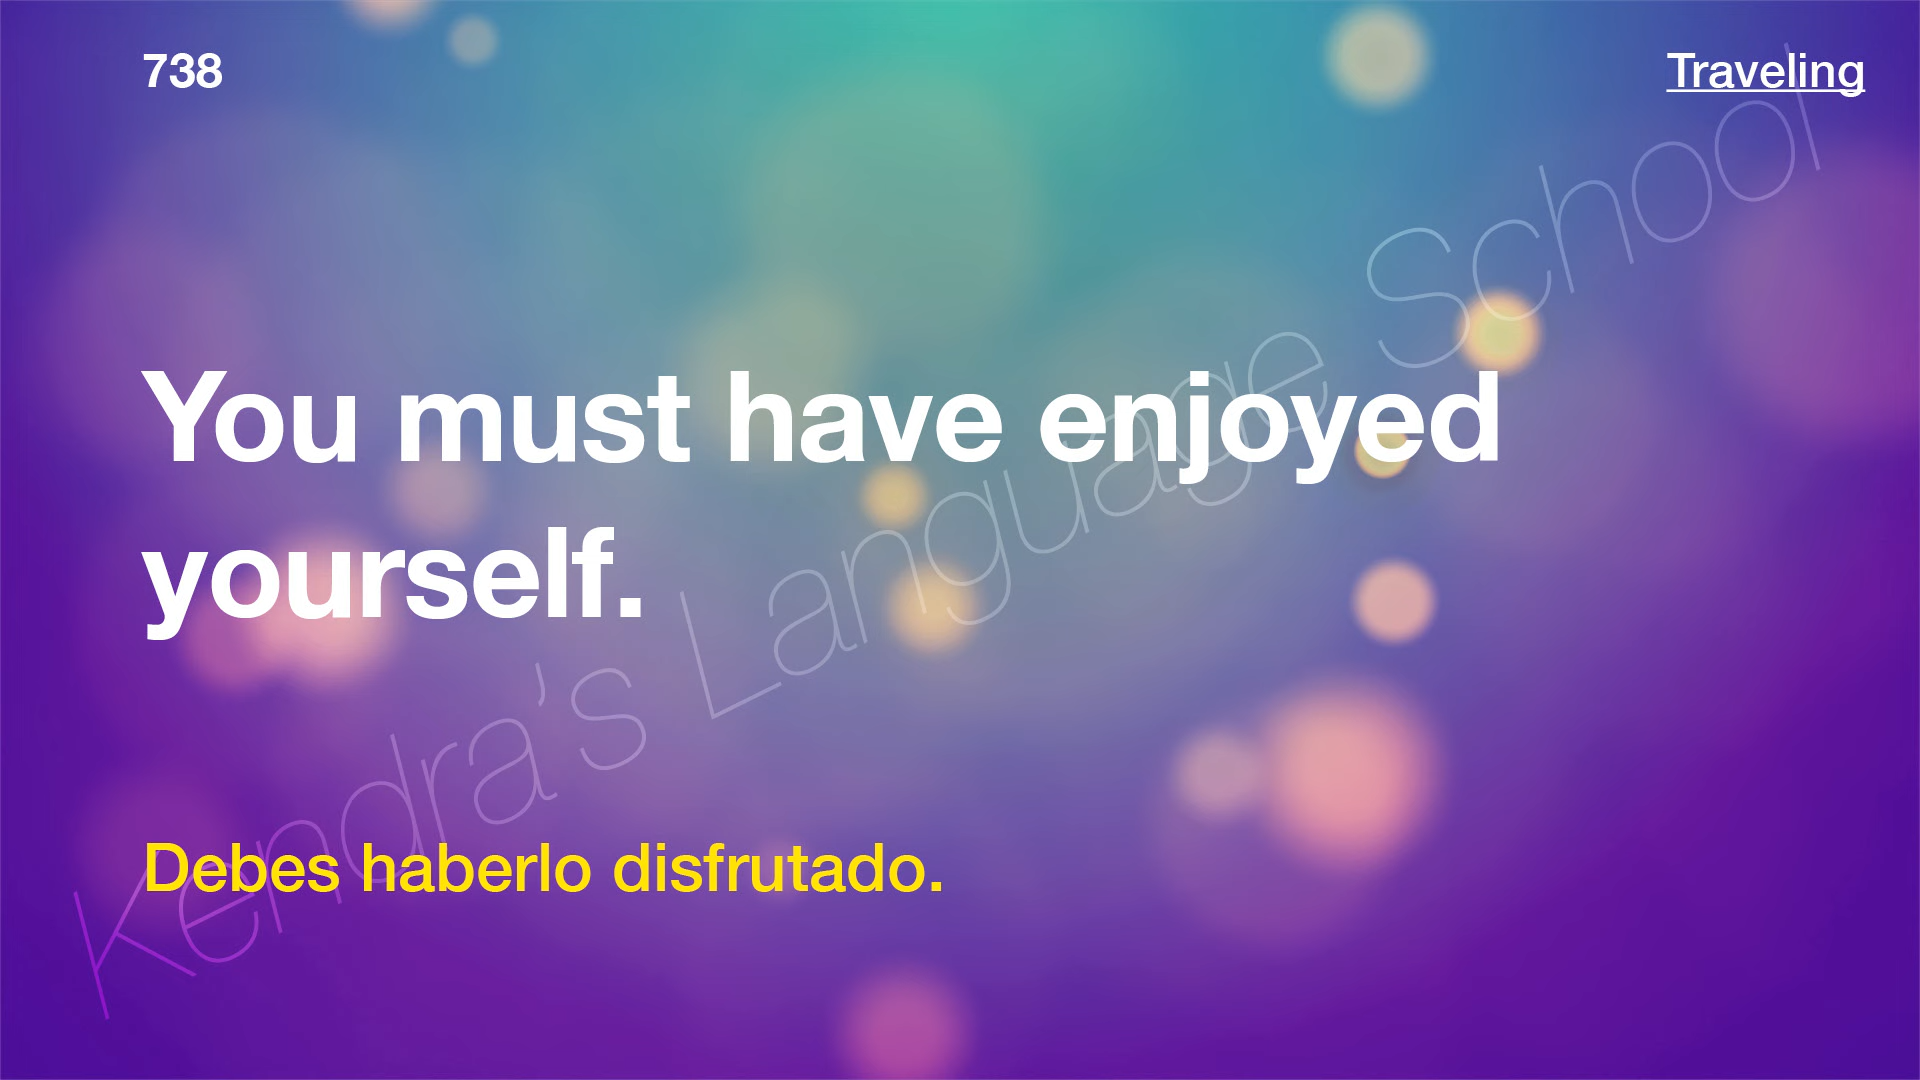 738
Traveling
You must have enjoyed
yourself.
Debes haberlo disfrutado.
Kendra's Language School